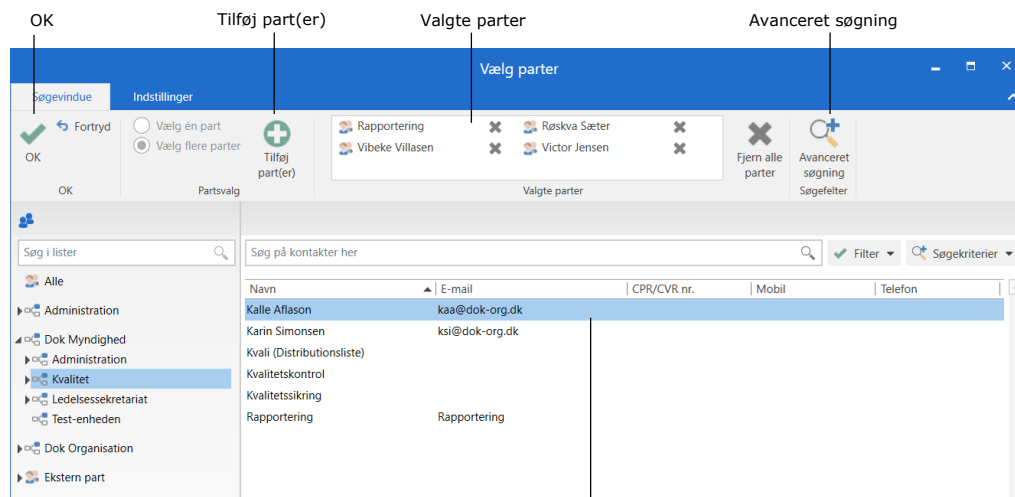 OK Tilføj part(er) Valgte parter Avanceret søgning
Vælg parter
Søgevindue Indstillinger
Fortryd Vælg én part Rapportering Røskva Sæter
Vælg flere parter Vibeke Villasen Victor Jensen
OK Tilføj part(er) Fjern alle parter Avanceret søgning
OK Partsvalg Valgte parter Søgefelter
Søg i lister Søg på kontakter her Filter Søgekriterier
Alle
Navn E-mail CPR/CVR nr. Mobil Telefon
Administration Kalle Aflason kaa@dok-org.dk
Karin Simonsen ksi@dok-org.dk
Dok Myndighed
Kvali (Distributionsliste)
Administration
Kvalitet Kvalitetskontrol
Ledelsessekretariat Kvalitetssikring
Test-enheden Rapportering Rapportering
Dok Organisation
Ekstern part